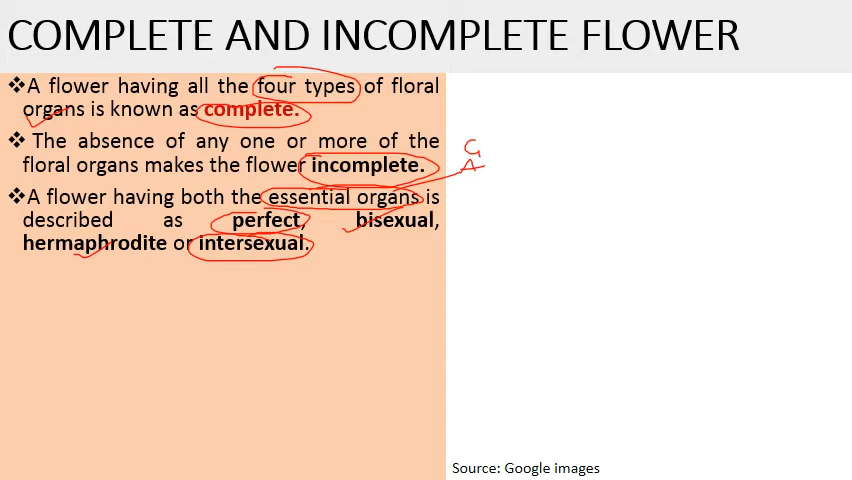 COMPLETE AND INCOMPLETE FLOWER
❖A flower having all the four types of floral
organs is known as complete.
❖ The absence of any one or more of the
floral organs makes the flower incomplete.
❖A flower having both the essential organs is
described as perfect, bisexual,
hermaphrodite or intersexual.
G
A
Source: Google images